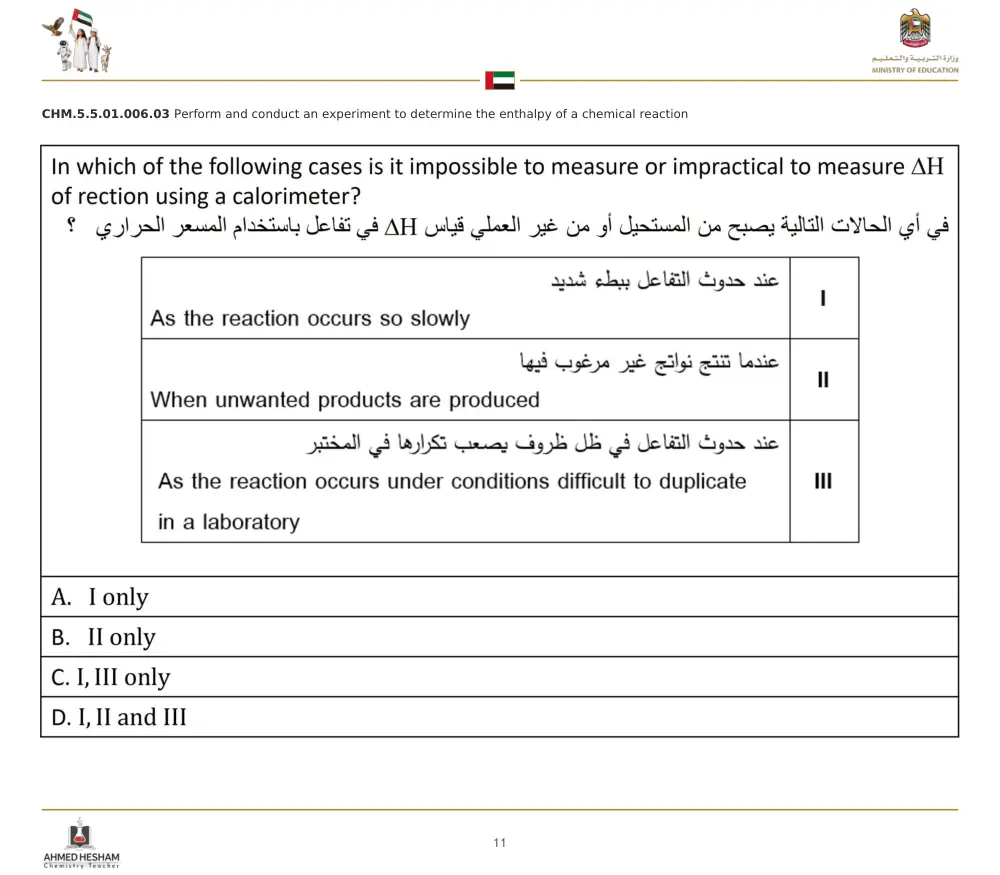 وزارة التربية والتعليم
MINISTRY OF EDUCATION
CHM.5.5.01.006.03 Perform and conduct an experiment to determine the enthalpy of a chemical reaction
In which of the following cases is it impossible to measure or impractical to measure ΔH
of rection using a calorimeter?
في أي الحالات التالية يصبح من المستحيل أو من غير العملي قياس ΔH في تفاعل باستخدام المسعر الحراري ؟
عند حدوث التفاعل ببطء شديد
I
As the reaction occurs so slowly
عندما تنتج نواتج غير مرغوب فيها
II
When unwanted products are produced
عند حدوث التفاعل في ظل ظروف يصعب تكرارها في المختبر
As the reaction occurs under conditions difficult to duplicate
III
in a laboratory
A. I only
B. II only
C. I, III only
D. I, II and III
AHMED HESHAM
Chemistry Teacher
11